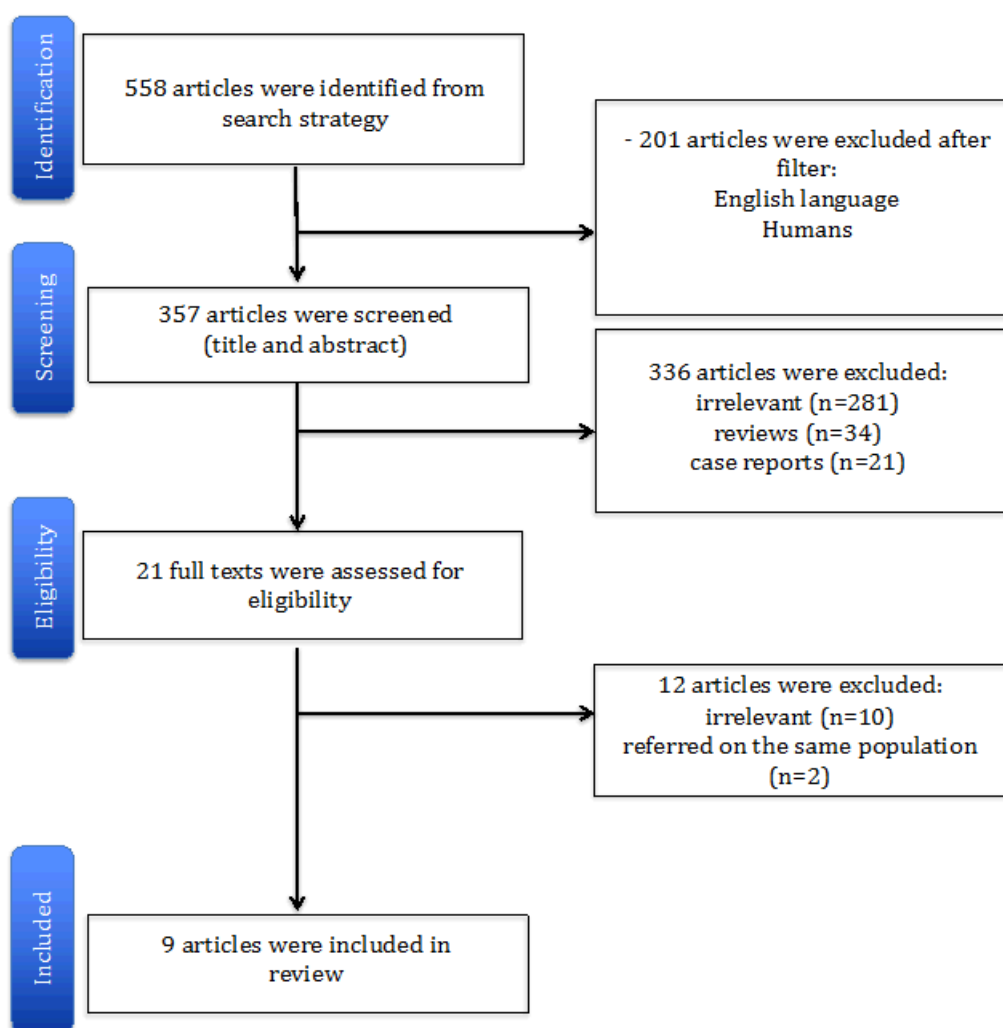 Identification
558 articles were identified from
search strategy
- 201 articles were excluded after
filter:
English language
Humans
Screening
357 articles were screened
(title and abstract)
336 articles were excluded:
irrelevant (n=281)
reviews (n=34)
case reports (n=21)
Eligibility
21 full texts were assessed for
eligibility
12 articles were excluded:
irrelevant (n=10)
referred on the same population
(n=2)
Included
9 articles were included in
review